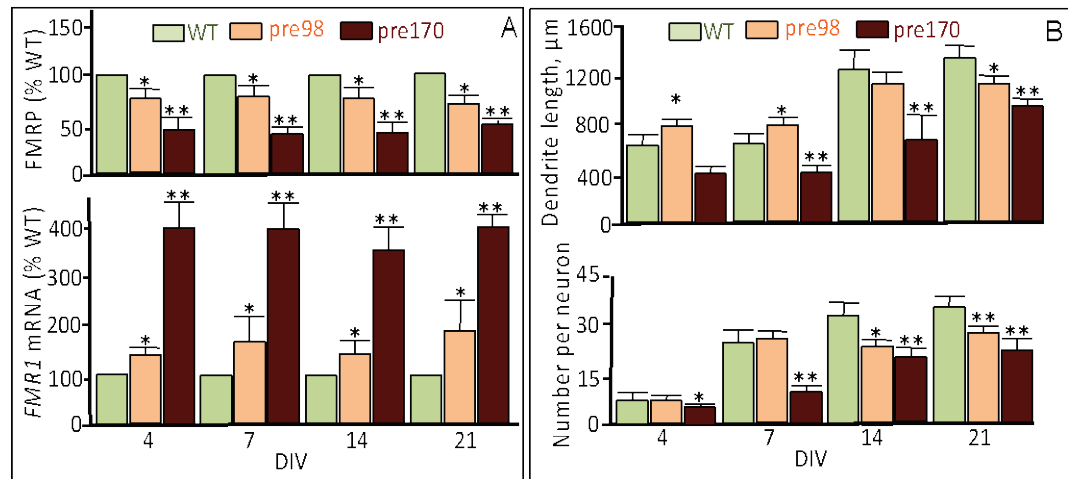 WT pre98 pre170 A
FMRP (% WT)
150
100
50
0
* ** * ** * ** * **
FMR1 mRNA (% WT)
400
300
200
100
0
* ** * ** * ** * **
4 7 14 21
DIV
WT pre98 pre170 B
Dendrite length, µm
1600
1200
800
400
0
* * ** ** * **
Number per neuron
45
30
15
0
* ** * ** ** **
4 7 14 21
DIV